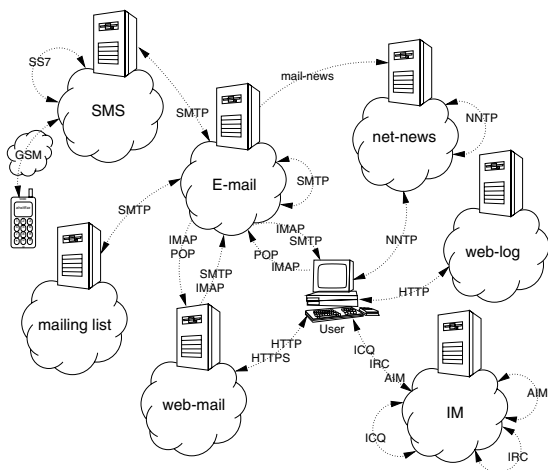 SS7
SMS
SMTP
mail-news
net-news
NNTP
GSM
E-mail
SMTP
SMTP
IMAP
SMTP
NNTP
web-log
IMAP
POP
POP
IMAP
SMTP
IMAP
HTTP
mailing list
User
HTTP
HTTPS
ICQ
IRC
AIM
web-mail
IM
AIM
ICQ
IRC